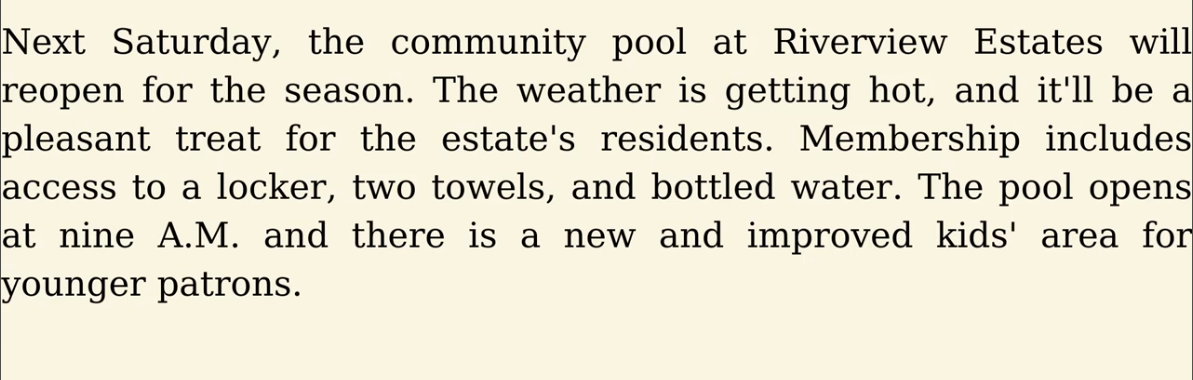 Next Saturday, the community pool at Riverview Estates will
reopen for the season. The weather is getting hot, and it'll be a
pleasant treat for the estate's residents. Membership includes
access to a locker, two towels, and bottled water. The pool opens
at nine A.M. and there is a new and improved kids' area for
younger patrons.